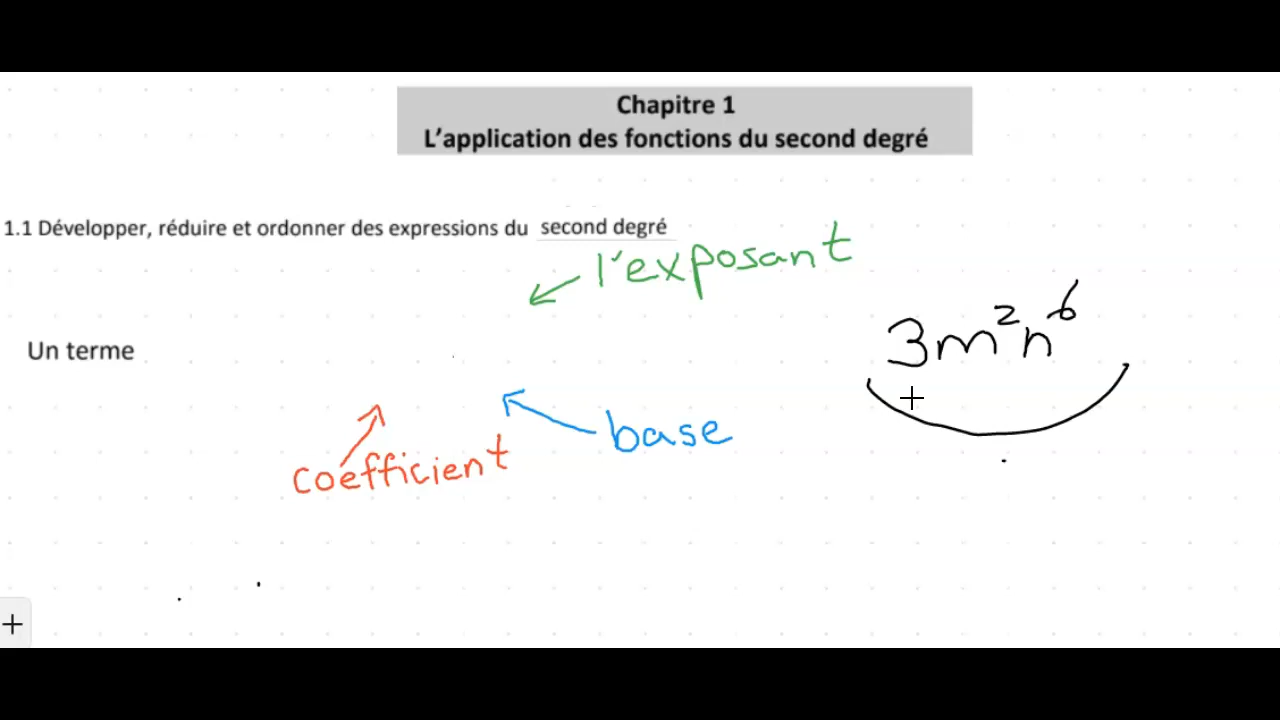 Chapitre 1
L'application des fonctions du second degré
1.1 Développer, réduire et ordonner des expressions du second degré
l'exposant
3m²n⁶
Un terme
base
coefficient